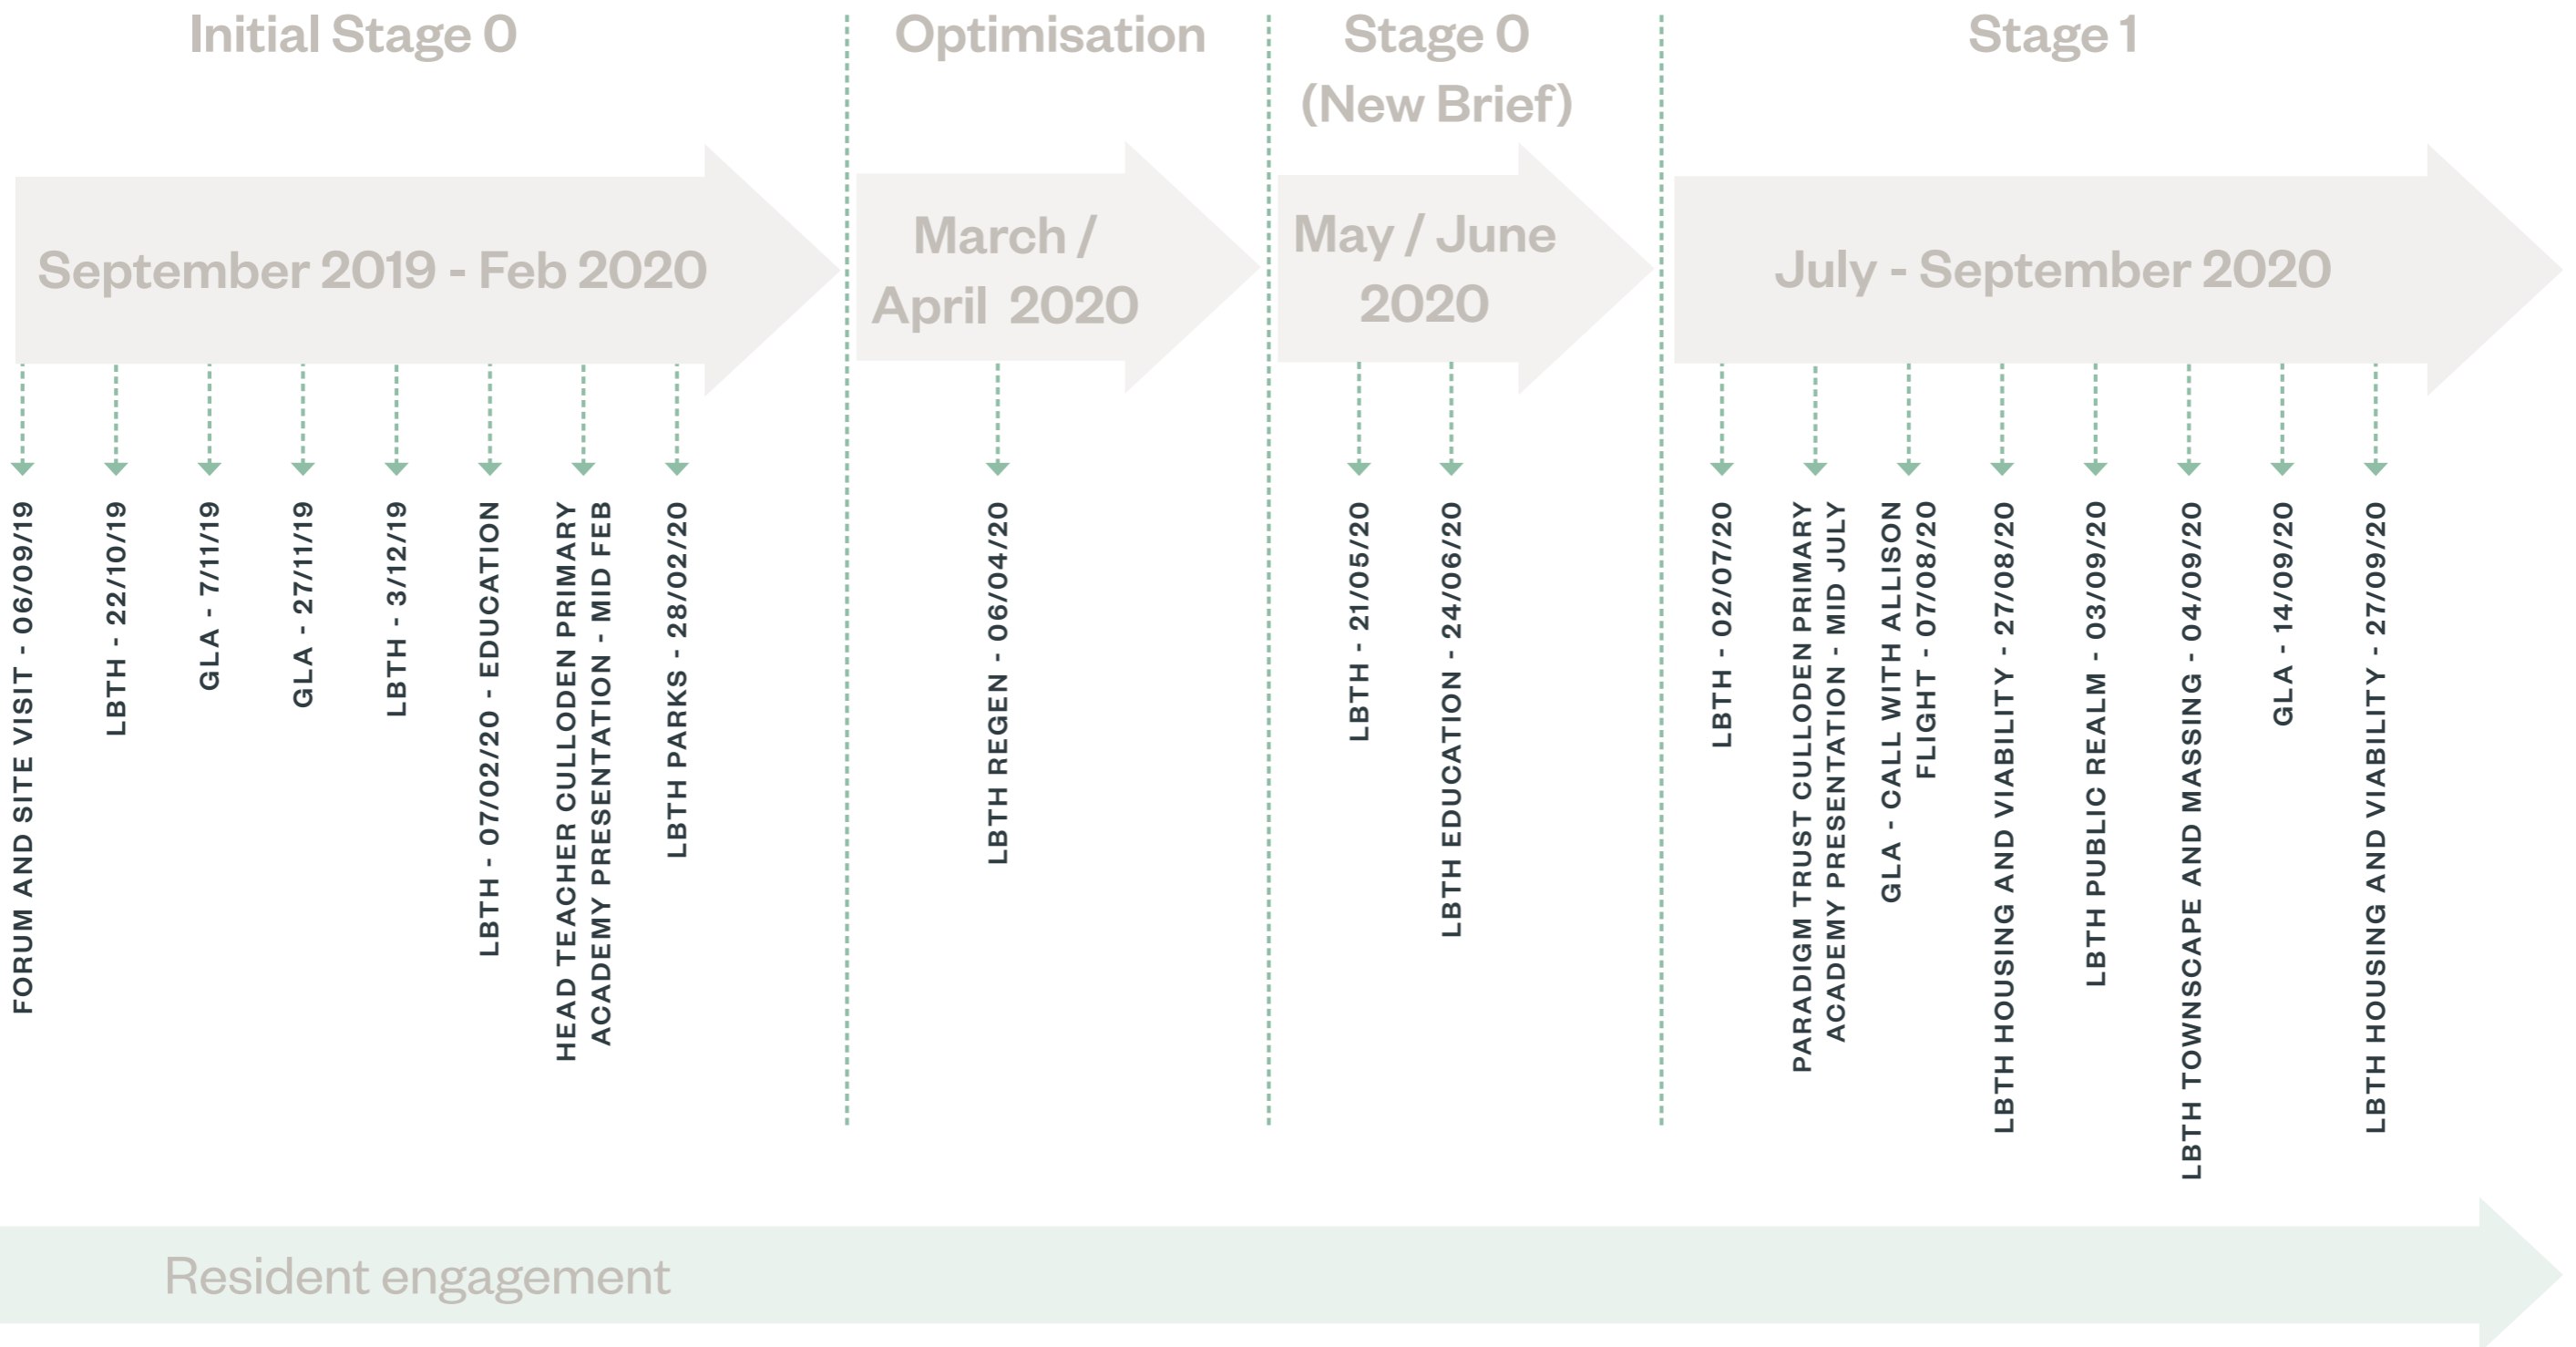 Initial Stage 0
Optimisation
Stage 0
(New Brief)
Stage 1
September 2019 - Feb 2020
March /
April 2020
May / June
2020
July - September 2020
FORUM AND SITE VISIT - 06/09/19
LBTH - 22/10/19
GLA - 7/11/19
GLA - 27/11/19
LBTH - 3/12/19
LBTH - 07/02/20 - EDUCATION
HEAD TEACHER CULLODEN PRIMARY
ACADEMY PRESENTATION - MID FEB
LBTH PARKS - 28/02/20
LBTH REGEN - 06/04/20
LBTH - 21/05/20
LBTH EDUCATION - 24/06/20
LBTH - 02/07/20
PARADIGM TRUST CULLODEN PRIMARY
ACADEMY PRESENTATION - MID JULY
GLA - CALL WITH ALLISON
FLIGHT - 07/08/20
LBTH HOUSING AND VIABILITY - 27/08/20
LBTH PUBLIC REALM - 03/09/20
LBTH TOWNSCAPE AND MASSING - 04/09/20
GLA - 14/09/20
LBTH HOUSING AND VIABILITY - 27/09/20
Resident engagement